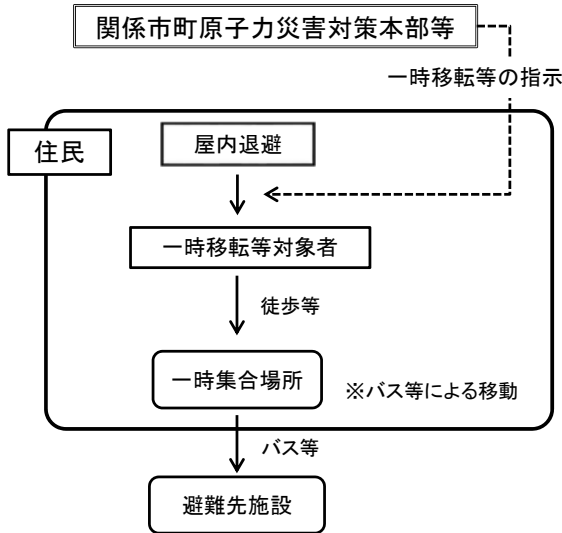 関係市町原子力災害対策本部等
一時移転等の指示
住民
屋内退避
一時移転等対象者
徒歩等
一時集合場所
※バス等による移動
バス等
避難先施設